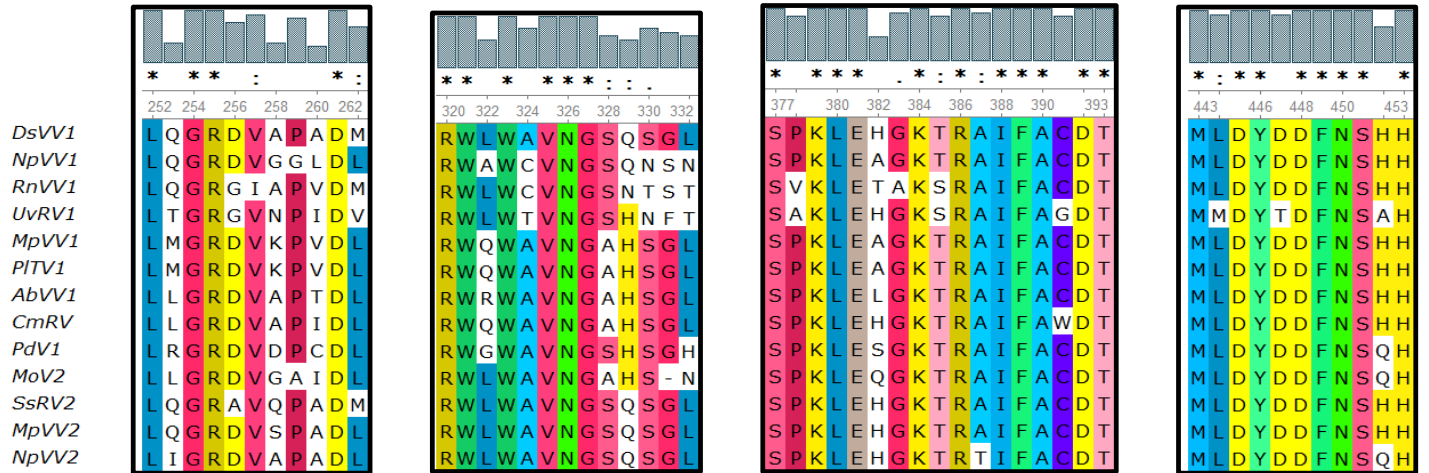 * * * : * : * * * * * * : : . * * * * . * : * : * * * * * * : * * * * * * *
252 254 256 258 260 262 320 322 324 326 328 330 332 377 380 382 384 386 388 390 393 443 446 448 450 453
DsVV1 LQGRDVAPADM RWLWAVNGSQSGL SPKLEHGKTRAIFACDT MLDYDDFNSHH
NpVV1 LQGRDVGGLDL RWAWCVNGSQNSN SPKLEAGKTRAIFACDT MLDYDDFNSHH
RnVV1 LQGRGIAPVDM RWLWCVNGSNTST SVKLETAKSRAIFACDT MLDYDDFNSHH
UvRV1 LTGRGVNPIDV RWLWTVNGSHNFT SAKLEHGKSRAIFAGDT MMDYTDFNSAH
MpVV1 LMGRDVKPVDL RWQWAVNGAHSGL SPKLEAGKTRAIFACDT MLDYDDFNSHH
PlTV1 LMGRDVKPVDL RWQWAVNGAHSGL SPKLEAGKTRAIFACDT MLDYDDFNSHH
AbVV1 LLGRDVAPTDL RWRWAVNGAHSGL SPKLELGKTRAIFACDT MLDYDDFNSHH
CmRV LLGRDVAPIDL RWQWAVNGAHSGL SPKLEHGKTRAIFAWDT MLDYDDFNSHH
PdV1 LRGRDVDPCDL RWGWAVNGSHSGH SPKLESGKTRAIFACDT MLDYDDFNSQH
MoV2 LLGRDVGAIDL RWLWAVNGAHS-N SPKLEQGKTRAIFACDT MLDYDDFNSQH
SsRV2 LQGRAVQPADM RWLWAVNGSQSGL SPKLEHGKTRAIFACDT MLDYDDFNSHH
MpVV2 LQGRDVSPADL RWLWAVNGSQSGL SPKLEHGKTRAIFACDT MLDYDDFNSHH
NpVV2 LIGRDVAPADL RWLWAVNGSQSGL SPKLEHGKTRTIFACDT MLDYDDFNSQH